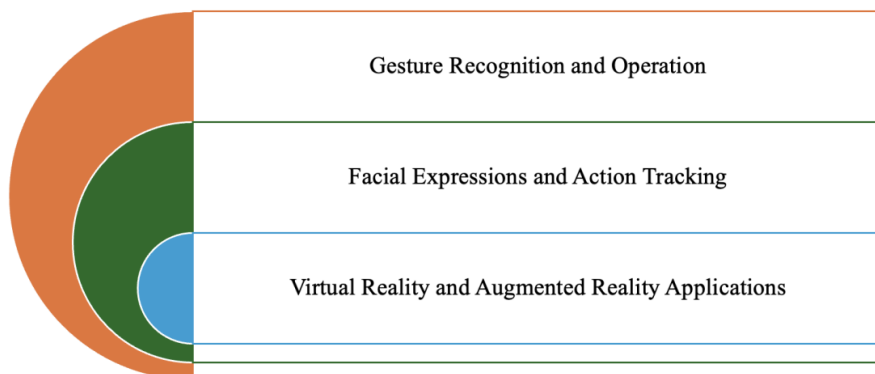 Gesture Recognition and Operation
Facial Expressions and Action Tracking
Virtual Reality and Augmented Reality Applications